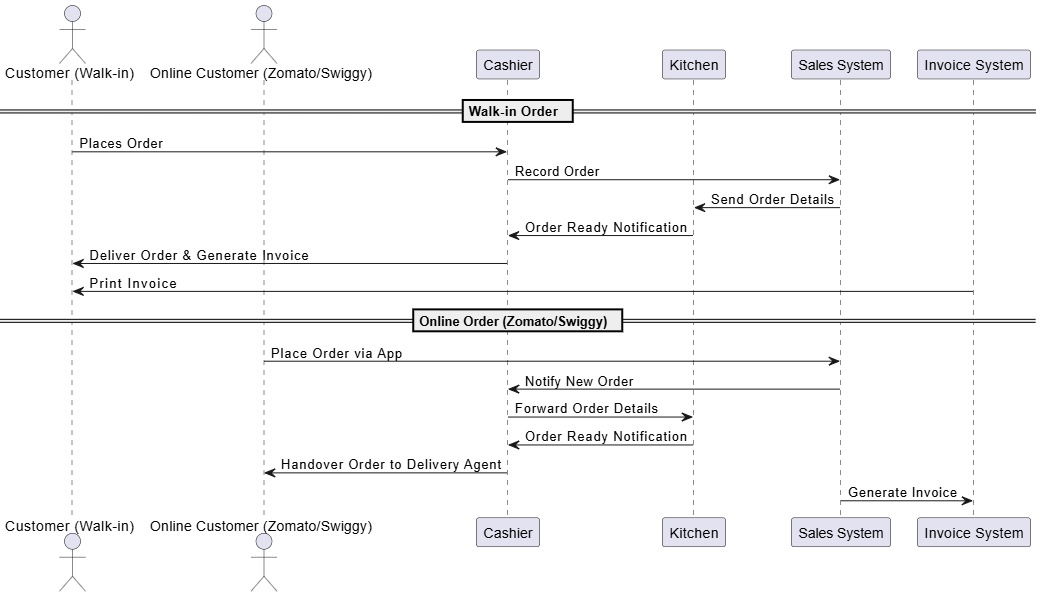 Customer (Walk-in)
Online Customer (Zomato/Swiggy)
Cashier
Kitchen
Sales System
Invoice System
Walk-in Order
Places Order
Record Order
Send Order Details
Order Ready Notification
Deliver Order & Generate Invoice
Print Invoice
Online Order (Zomato/Swiggy)
Place Order via App
Notify New Order
Forward Order Details
Order Ready Notification
Handover Order to Delivery Agent
Generate Invoice
Customer (Walk-in)
Online Customer (Zomato/Swiggy)
Cashier
Kitchen
Sales System
Invoice System